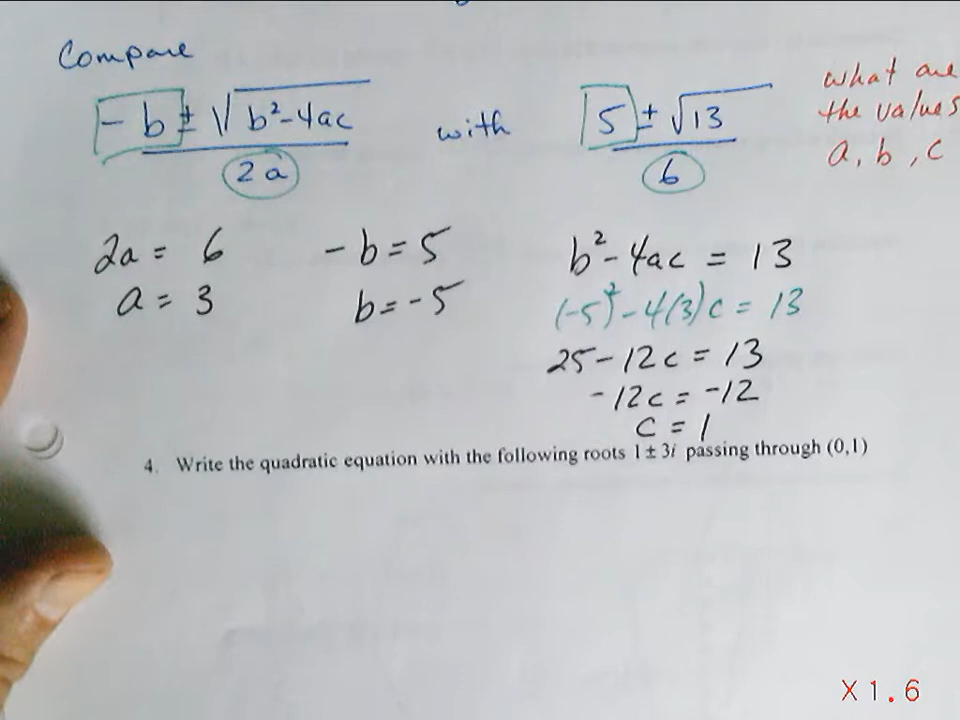 Compare
-b ± √b²-4ac / 2a with 5 ± √13 / 6
what are
the values
a, b, c
2a = 6 -b = 5 b²-4ac = 13
a = 3 b = -5 (-5)²-4(3)c = 13
25-12c = 13
-12c = -12
c = 1
4. Write the quadratic equation with the following roots 1 ± 3i passing through (0,1)
X1.6